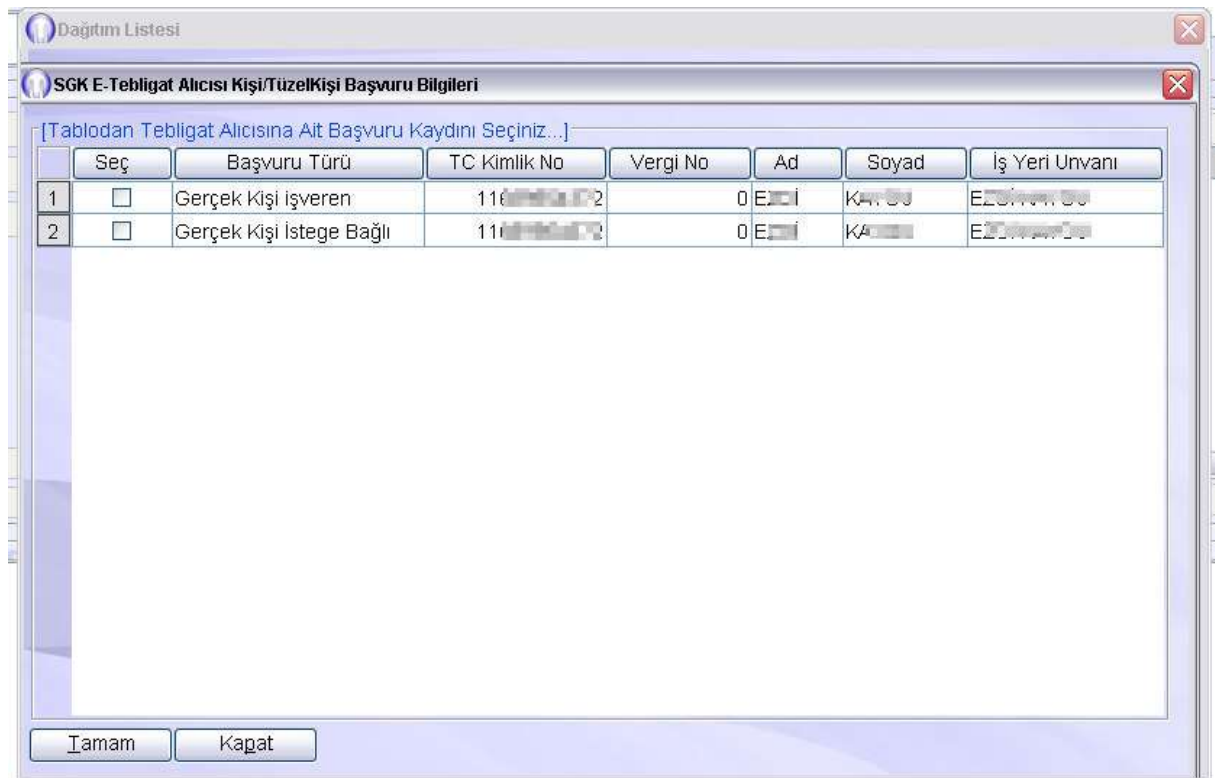 Dağıtım Listesi
SGK E-Tebligat Alıcısı Kişi/TüzelKişi Başvuru Bilgileri
[Tablodan Tebligat Alıcısına Ait Başvuru Kaydını Seçiniz...]
Seç Başvuru Türü TC Kimlik No Vergi No Ad Soyad İş Yeri Unvanı
1 Gerçek Kişi işveren 0
2 Gerçek Kişi İstege Bağlı 0
Tamam Kapat